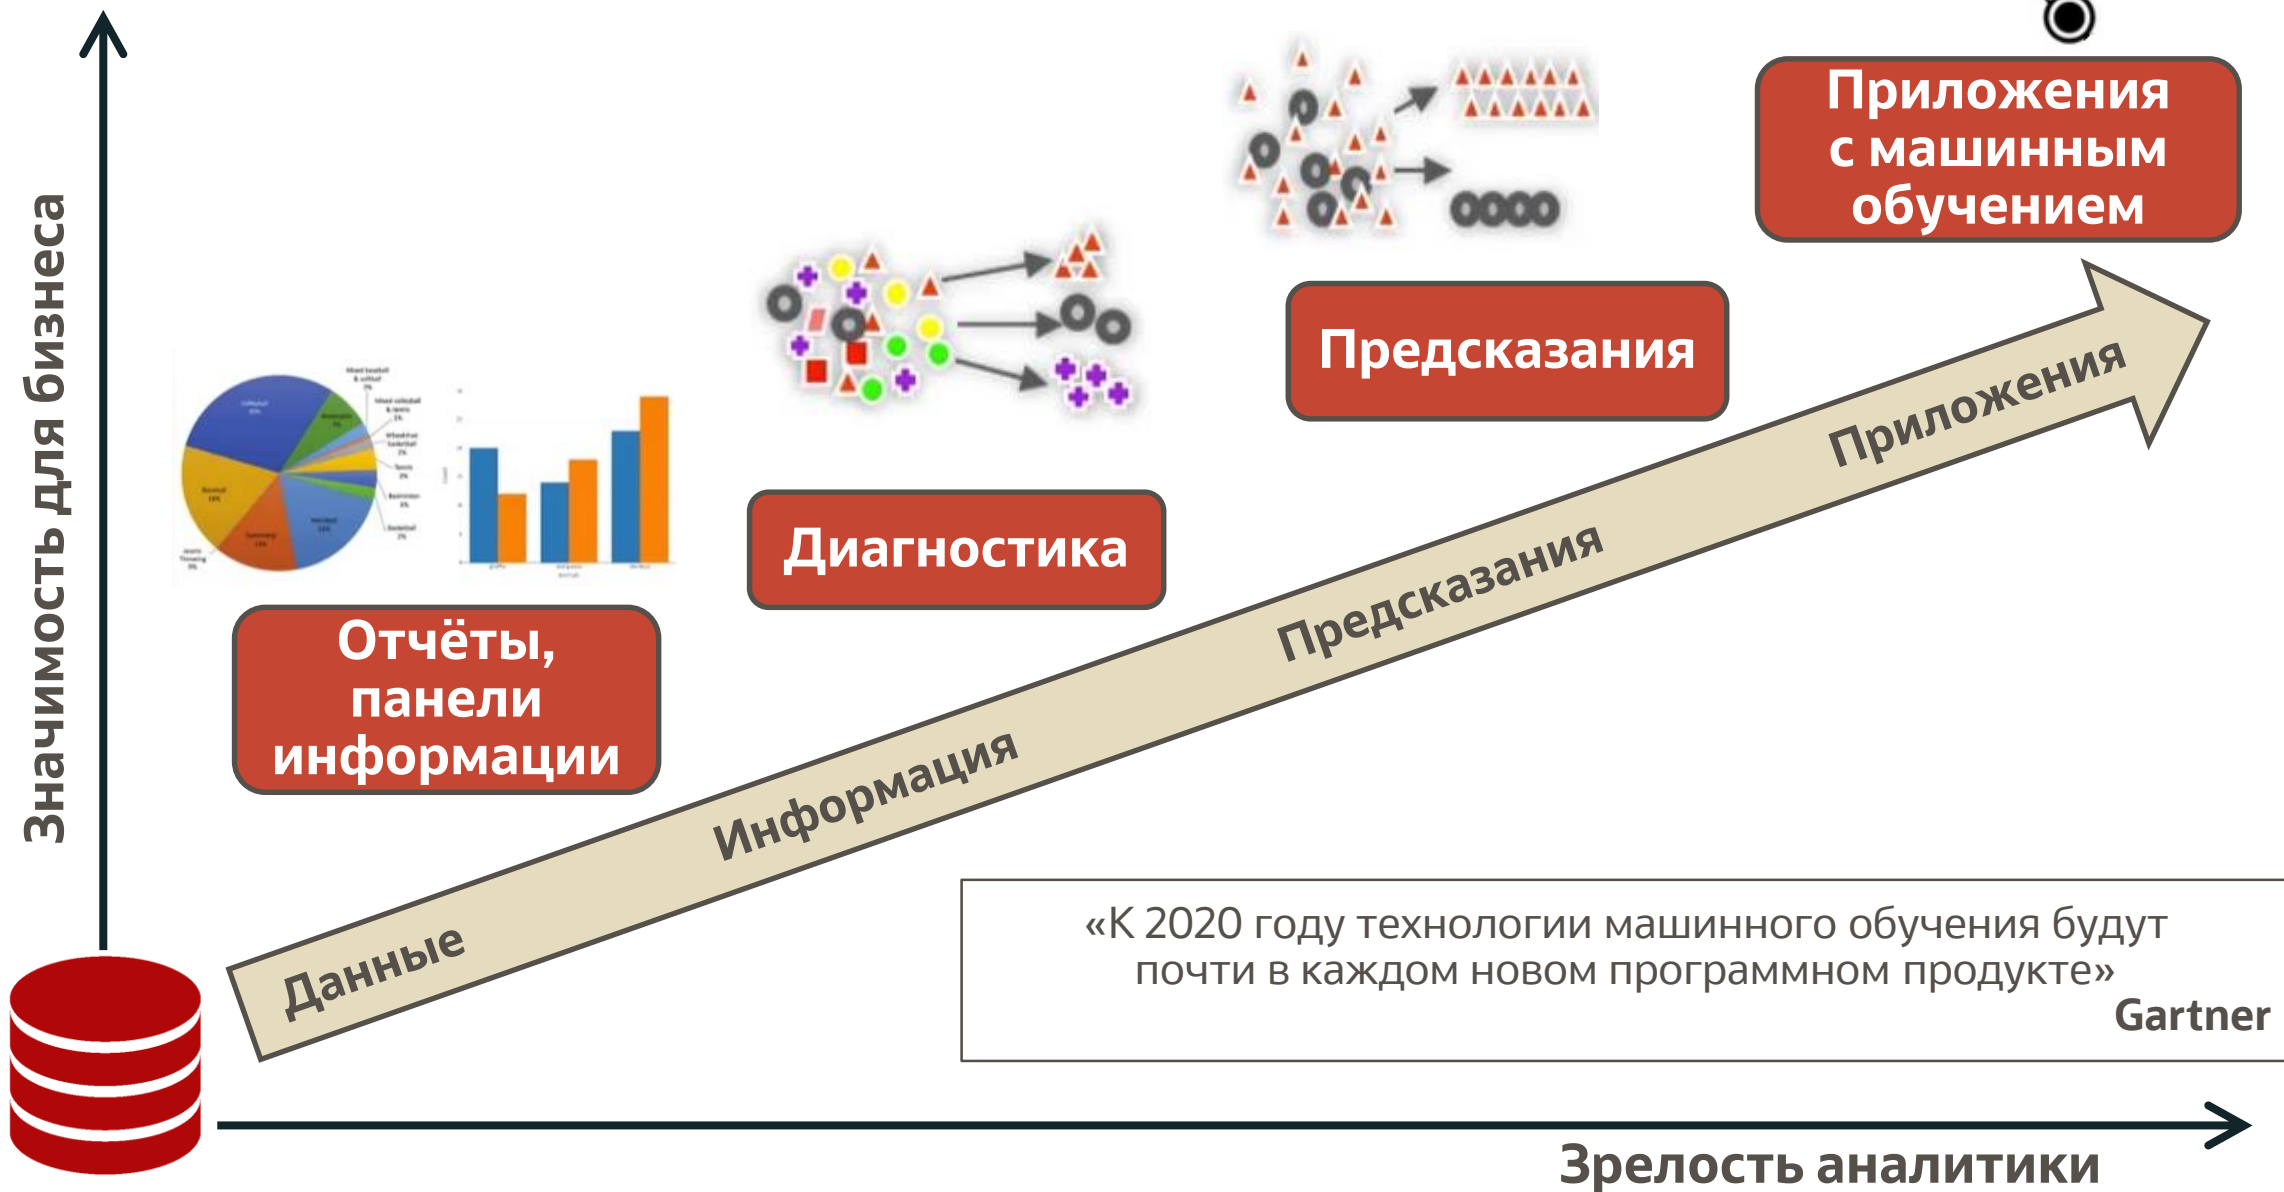 Значимость для бизнеса
Приложения
с машинным
обучением
Предсказания
Диагностика
Отчёты,
панели
информации
Данные
Информация
Предсказания
Приложения
«К 2020 году технологии машинного обучения будут
почти в каждом новом программном продукте»
Gartner
Зрелость аналитики